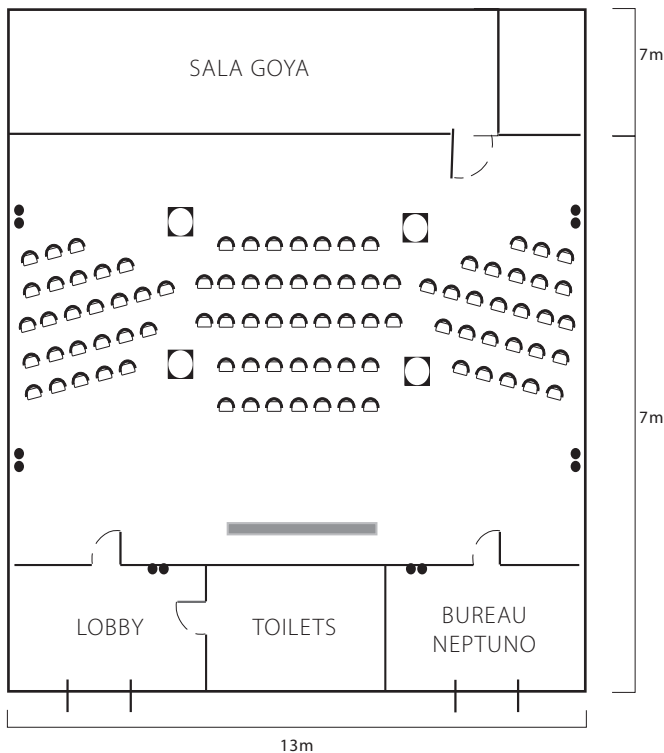 SALA GOYA
7m
7m
LOBBY
TOILETS
BUREAU
NEPTUNO
13m